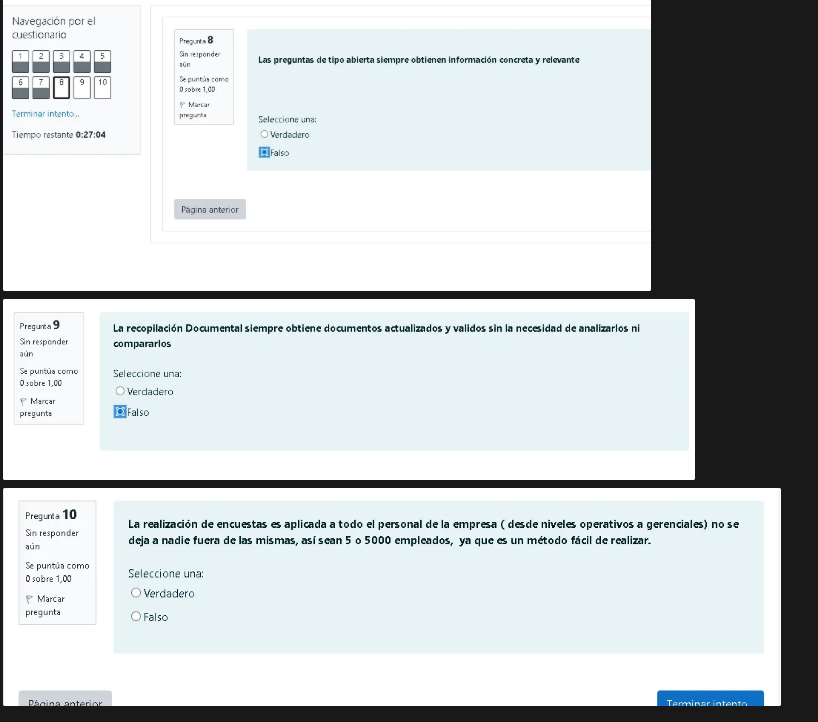 Navegación por el
cuestionario
1 2 3 4 5
6 7 8 9 10
Terminar intento...
Tiempo restante 0:27:04
Pregunta 8
Sin responder
aún
Se puntúa como
0 sobre 1,00
Marcar
pregunta
Las preguntas de tipo abierta siempre obtienen información concreta y relevante
Seleccione una:
Verdadero
Falso
Página anterior
Pregunta 9
Sin responder
aún
Se puntúa como
0 sobre 1,00
Marcar
pregunta
La recopilación Documental siempre obtiene documentos actualizados y validos sin la necesidad de analizarlos ni
compararlos
Seleccione una:
Verdadero
Falso
Pregunta 10
Sin responder
aún
Se puntúa como
0 sobre 1,00
Marcar
pregunta
La realización de encuestas es aplicada a todo el personal de la empresa ( desde niveles operativos a gerenciales) no se
deja a nadie fuera de las mismas, así sean 5 o 5000 empleados, ya que es un método fácil de realizar.
Seleccione una:
Verdadero
Falso
Página anterior
Terminar intento...